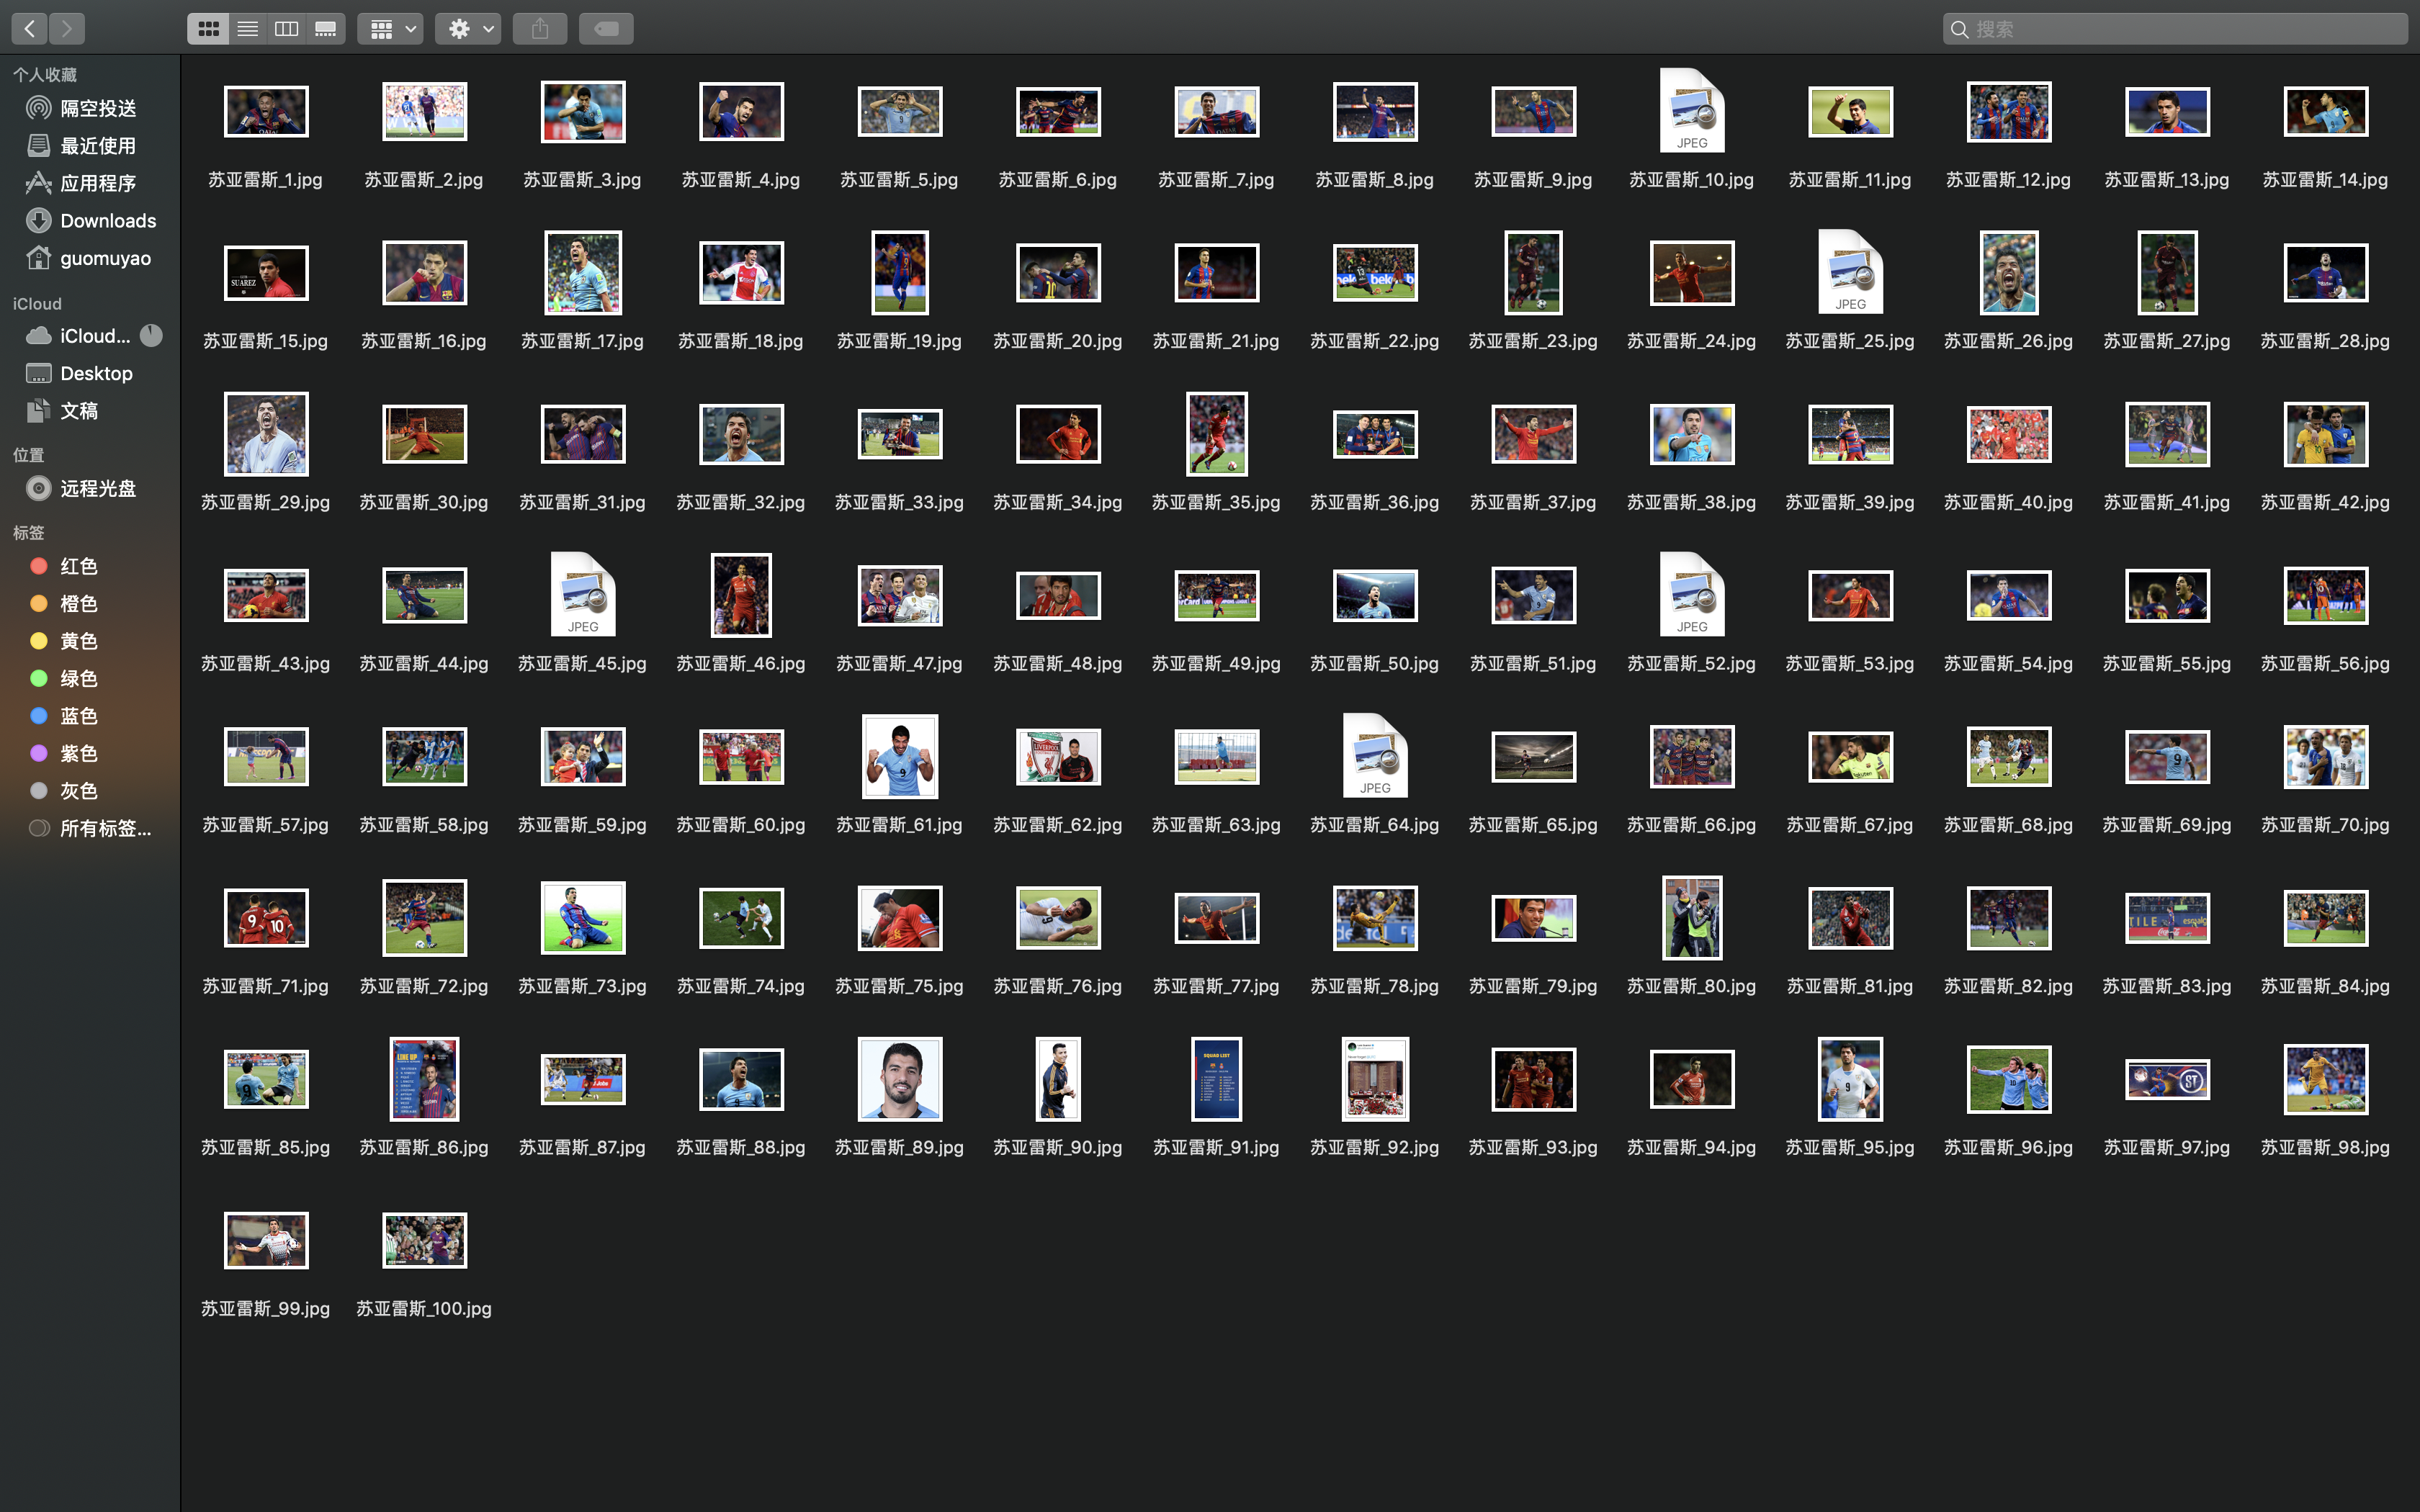 搜索
个人收藏
隔空投送
最近使用
应用程序
Downloads
guomuyao
iCloud
iCloud...
Desktop
文稿
位置
远程光盘
标签
红色
橙色
黄色
绿色
蓝色
紫色
灰色
所有标签...
JPEG
苏亚雷斯_1.jpg 苏亚雷斯_2.jpg 苏亚雷斯_3.jpg 苏亚雷斯_4.jpg 苏亚雷斯_5.jpg 苏亚雷斯_6.jpg 苏亚雷斯_7.jpg 苏亚雷斯_8.jpg 苏亚雷斯_9.jpg 苏亚雷斯_10.jpg 苏亚雷斯_11.jpg 苏亚雷斯_12.jpg 苏亚雷斯_13.jpg 苏亚雷斯_14.jpg
SUAREZ
JPEG
苏亚雷斯_15.jpg 苏亚雷斯_16.jpg 苏亚雷斯_17.jpg 苏亚雷斯_18.jpg 苏亚雷斯_19.jpg 苏亚雷斯_20.jpg 苏亚雷斯_21.jpg 苏亚雷斯_22.jpg 苏亚雷斯_23.jpg 苏亚雷斯_24.jpg 苏亚雷斯_25.jpg 苏亚雷斯_26.jpg 苏亚雷斯_27.jpg 苏亚雷斯_28.jpg
苏亚雷斯_29.jpg 苏亚雷斯_30.jpg 苏亚雷斯_31.jpg 苏亚雷斯_32.jpg 苏亚雷斯_33.jpg 苏亚雷斯_34.jpg 苏亚雷斯_35.jpg 苏亚雷斯_36.jpg 苏亚雷斯_37.jpg 苏亚雷斯_38.jpg 苏亚雷斯_39.jpg 苏亚雷斯_40.jpg 苏亚雷斯_41.jpg 苏亚雷斯_42.jpg
JPEG JPEG
苏亚雷斯_43.jpg 苏亚雷斯_44.jpg 苏亚雷斯_45.jpg 苏亚雷斯_46.jpg 苏亚雷斯_47.jpg 苏亚雷斯_48.jpg 苏亚雷斯_49.jpg 苏亚雷斯_50.jpg 苏亚雷斯_51.jpg 苏亚雷斯_52.jpg 苏亚雷斯_53.jpg 苏亚雷斯_54.jpg 苏亚雷斯_55.jpg 苏亚雷斯_56.jpg
JPEG
苏亚雷斯_57.jpg 苏亚雷斯_58.jpg 苏亚雷斯_59.jpg 苏亚雷斯_60.jpg 苏亚雷斯_61.jpg 苏亚雷斯_62.jpg 苏亚雷斯_63.jpg 苏亚雷斯_64.jpg 苏亚雷斯_65.jpg 苏亚雷斯_66.jpg 苏亚雷斯_67.jpg 苏亚雷斯_68.jpg 苏亚雷斯_69.jpg 苏亚雷斯_70.jpg
9 10
苏亚雷斯_71.jpg 苏亚雷斯_72.jpg 苏亚雷斯_73.jpg 苏亚雷斯_74.jpg 苏亚雷斯_75.jpg 苏亚雷斯_76.jpg 苏亚雷斯_77.jpg 苏亚雷斯_78.jpg 苏亚雷斯_79.jpg 苏亚雷斯_80.jpg 苏亚雷斯_81.jpg 苏亚雷斯_82.jpg 苏亚雷斯_83.jpg 苏亚雷斯_84.jpg
LINE UP SQUAD LIST ST
苏亚雷斯_85.jpg 苏亚雷斯_86.jpg 苏亚雷斯_87.jpg 苏亚雷斯_88.jpg 苏亚雷斯_89.jpg 苏亚雷斯_90.jpg 苏亚雷斯_91.jpg 苏亚雷斯_92.jpg 苏亚雷斯_93.jpg 苏亚雷斯_94.jpg 苏亚雷斯_95.jpg 苏亚雷斯_96.jpg 苏亚雷斯_97.jpg 苏亚雷斯_98.jpg
苏亚雷斯_99.jpg 苏亚雷斯_100.jpg